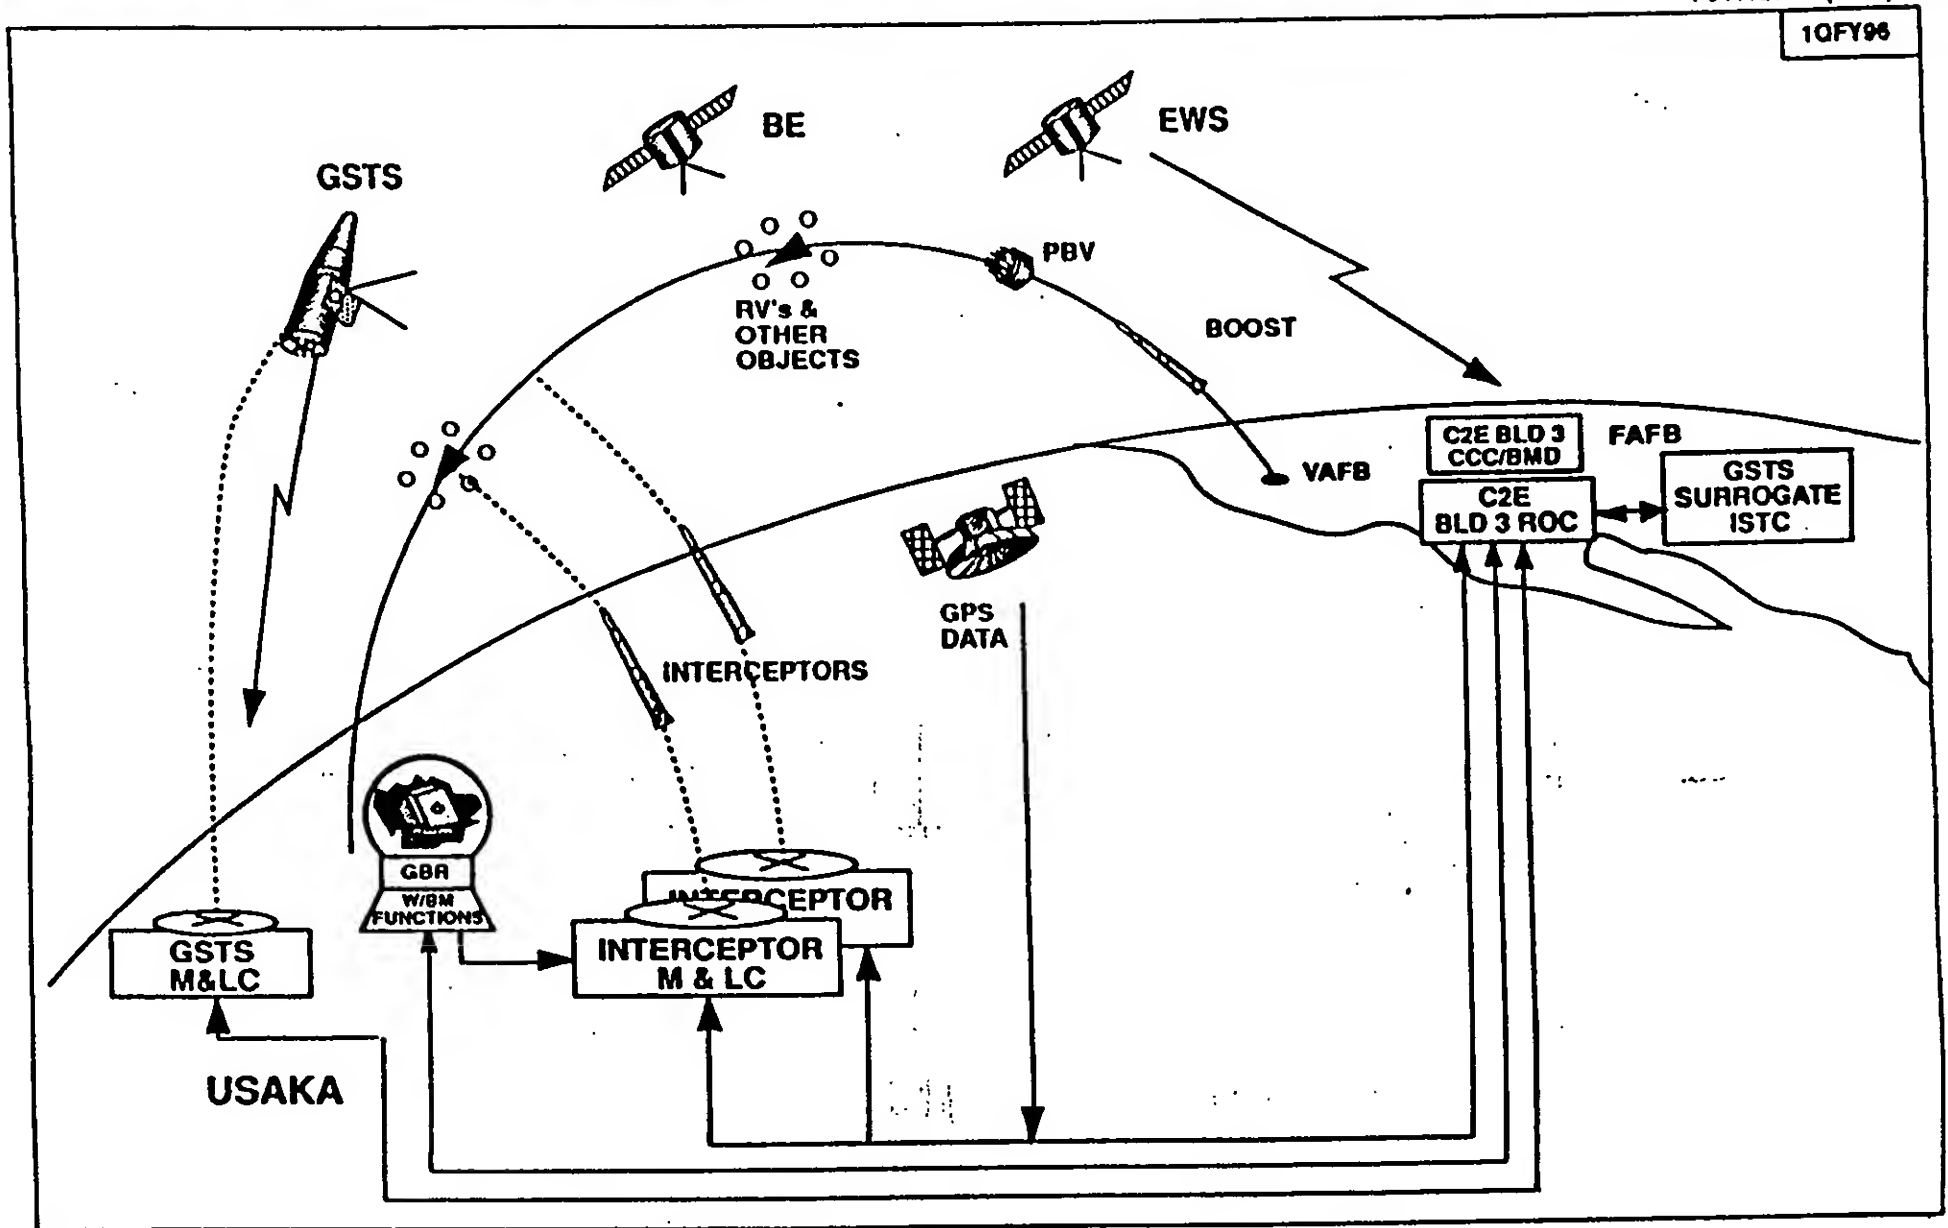 1QFY96
BE
EWS
GSTS
PBV
RV's &
OTHER
OBJECTS
BOOST
C2E BLD 3
CCC/BMD
FAFB
VAFB
GSTS
SURROGATE
ISTC
C2E
BLD 3 ROC
GPS
DATA
INTERCEPTORS
GBR
W/BM
FUNCTIONS
INTERCEPTOR
INTERCEPTOR
M & LC
GSTS
M&LC
USAKA